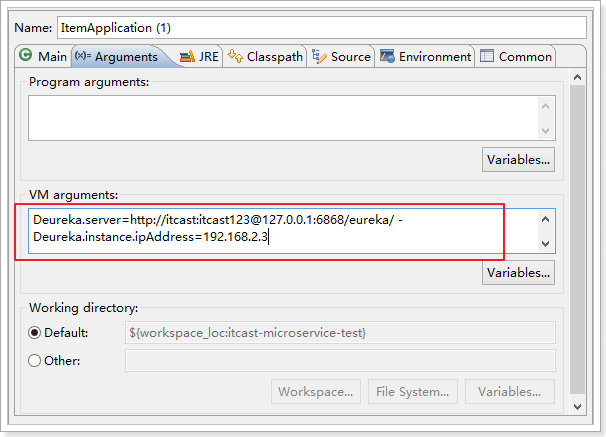 Name: ItemApplication (1)
Main (x)= Arguments JRE Classpath Source Environment Common
Program arguments:
Variables...
VM arguments:
Deureka.server=http://itcast:itcast123@127.0.0.1:6868/eureka/ -
Deureka.instance.ipAddress=192.168.2.3
Variables...
Working directory:
Default: ${workspace_loc:itcast-microservice-test}
Other:
Workspace... File System... Variables...